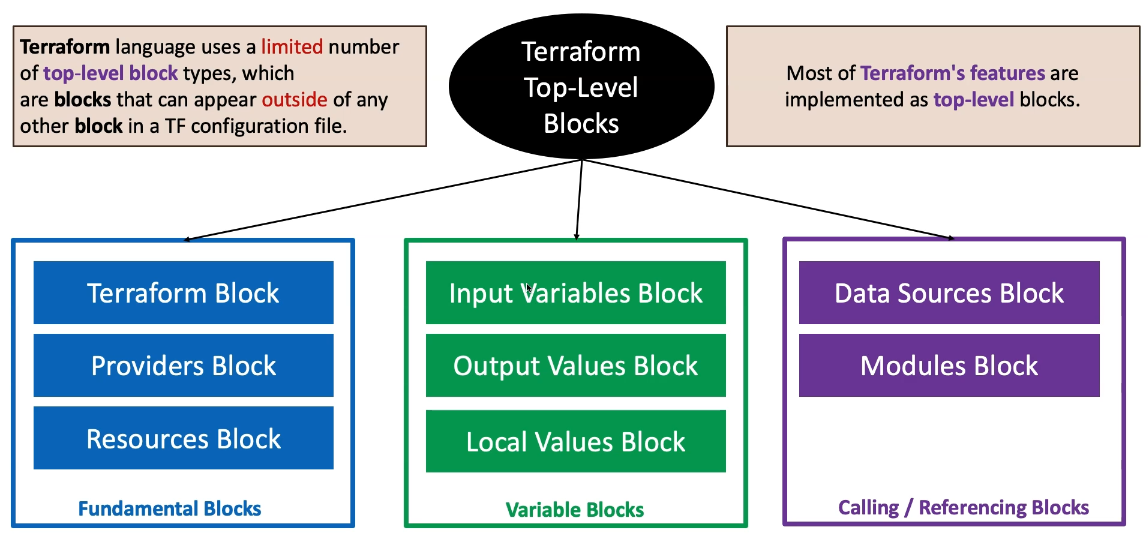 Terraform language uses a limited number
of top-level block types, which
are blocks that can appear outside of any
other block in a TF configuration file.
Terraform
Top-Level
Blocks
Most of Terraform's features are
implemented as top-level blocks.
Terraform Block
Providers Block
Resources Block
Fundamental Blocks
Input Variables Block
Output Values Block
Local Values Block
Variable Blocks
Data Sources Block
Modules Block
Calling / Referencing Blocks